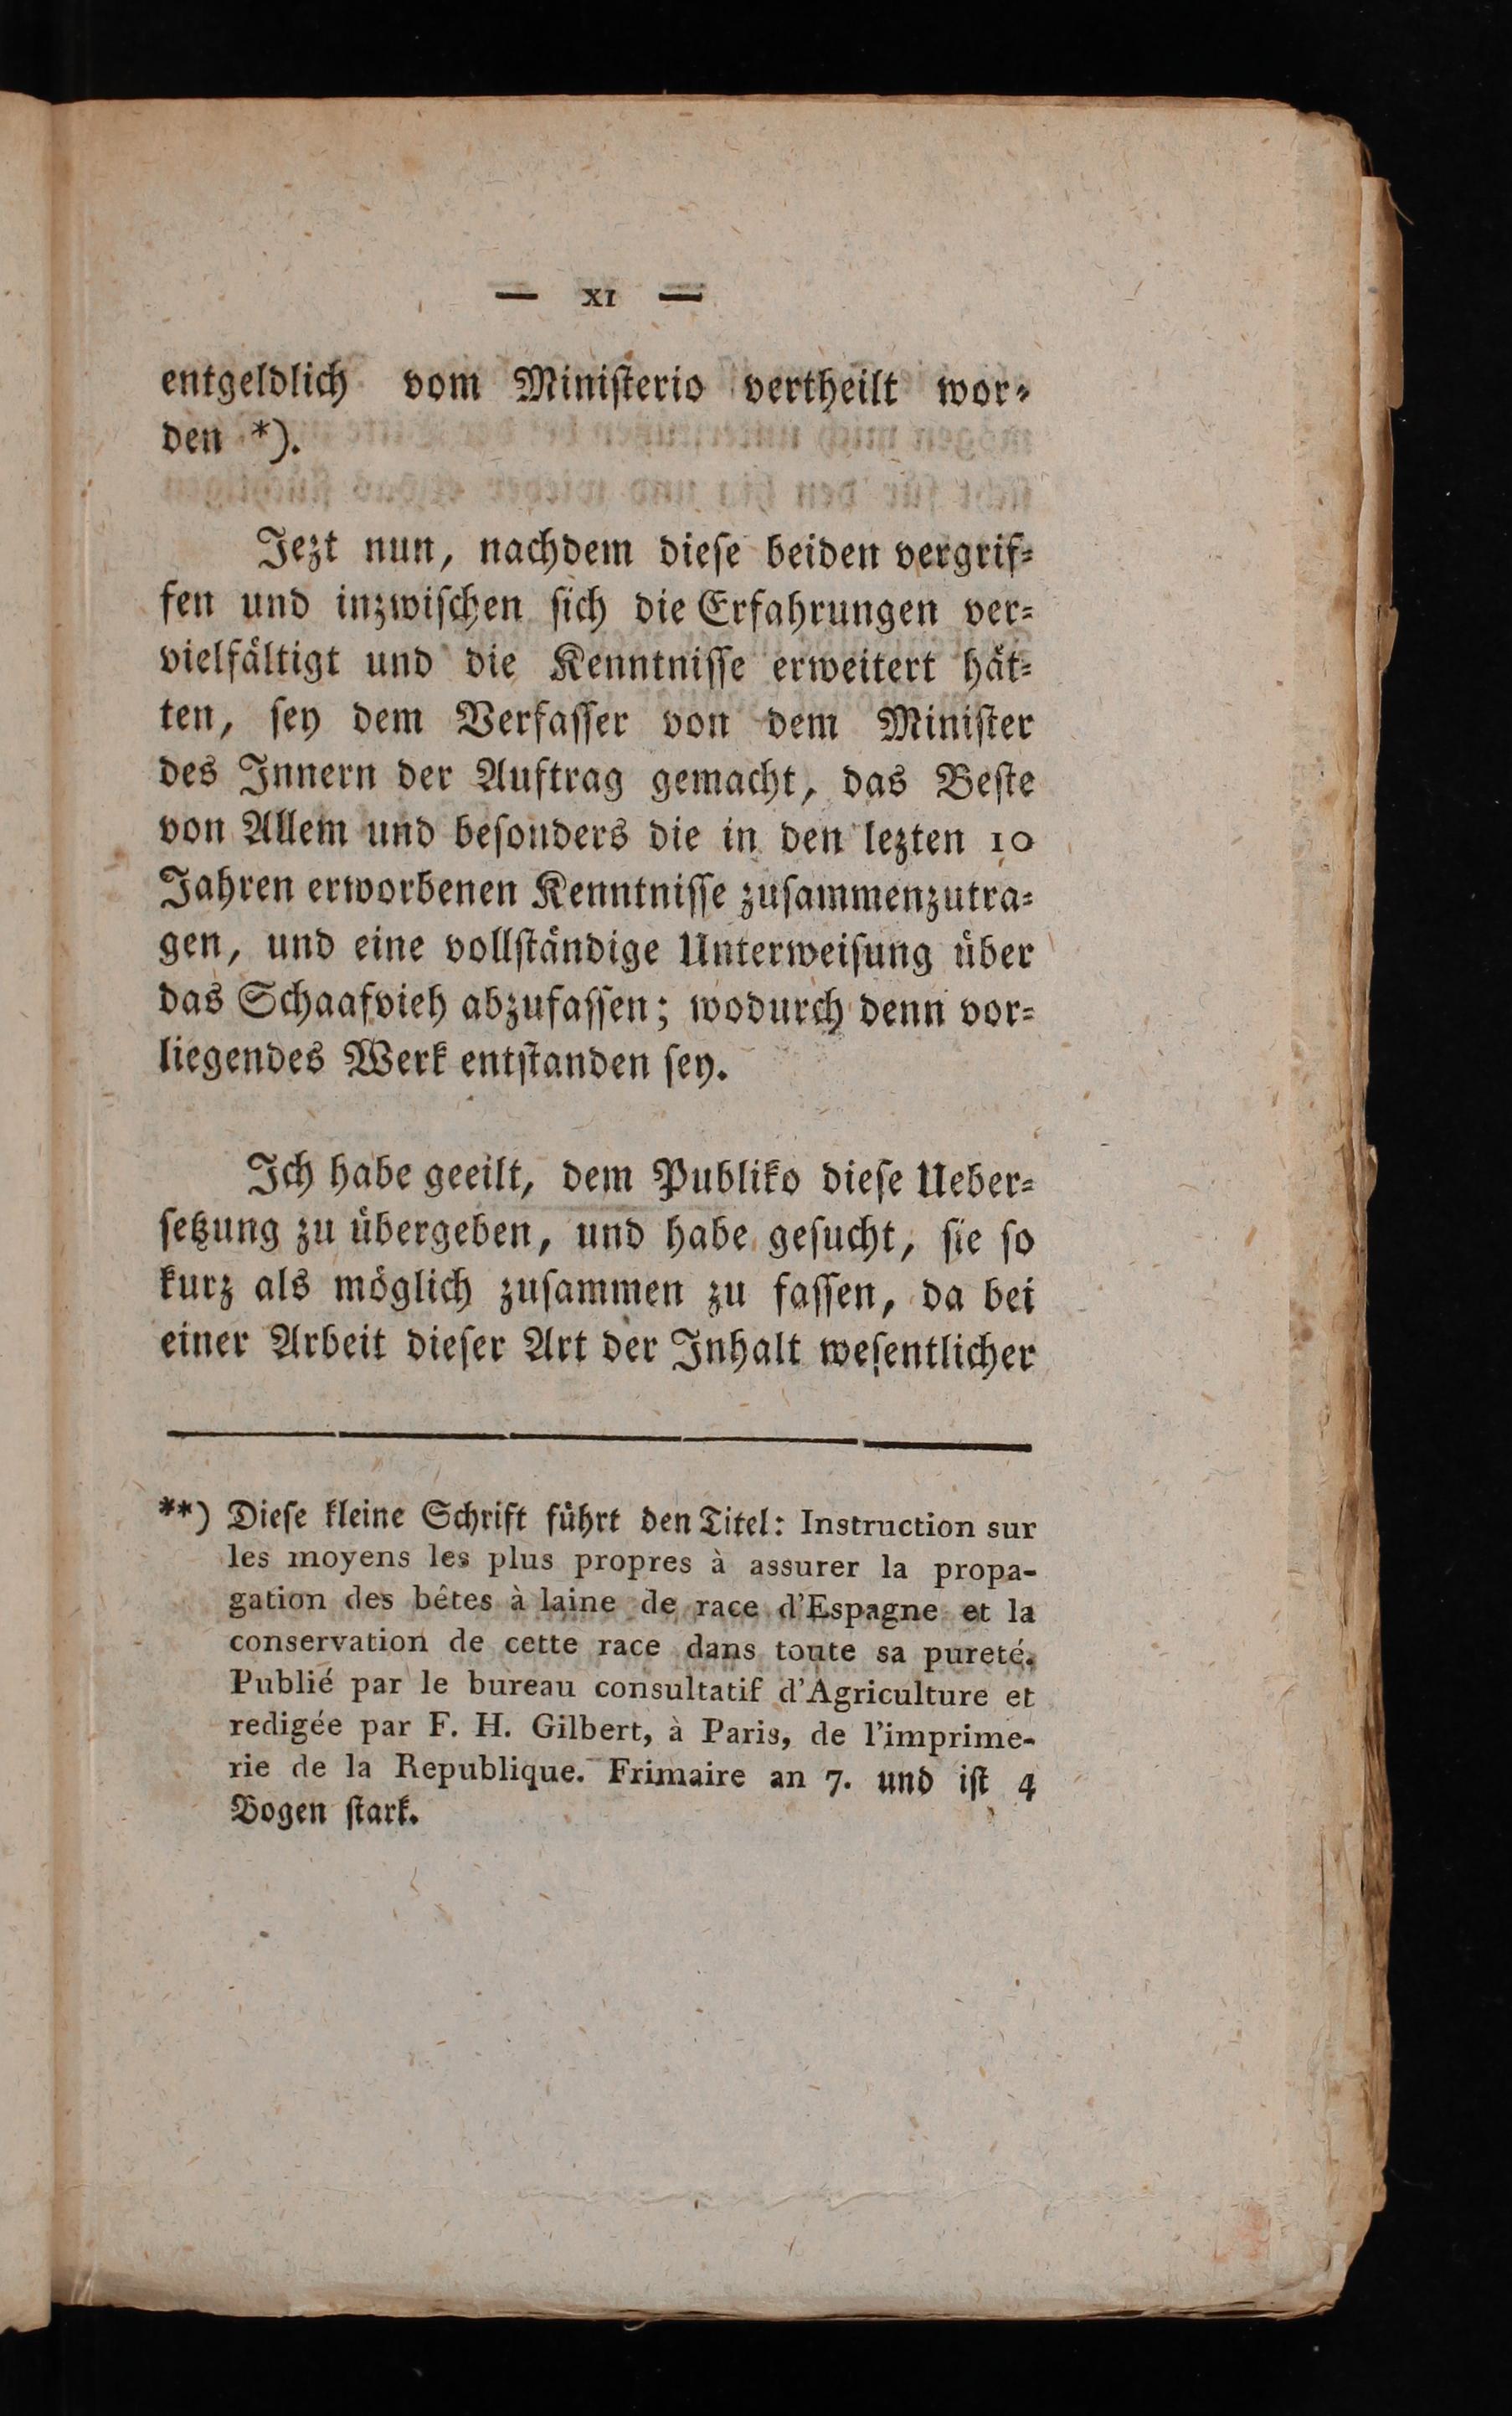 — XI —
entgeldlich vom Ministerio vertheilt wor-
den *).
Jezt nun, nachdem diese beiden vergrif-
fen und inzwischen sich die Erfahrungen ver-
vielfältigt und die Kenntnisse erweitert hät-
ten, sey dem Verfasser von dem Minister
des Innern der Auftrag gemacht, das Beste
von Allem und besonders die in den lezten 10
Jahren erworbenen Kenntnisse zusammenzutra-
gen, und eine vollständige Unterweisung über
das Schaafvieh abzufassen; wodurch denn vor-
liegendes Werk entstanden sey.
Ich habe geeilt, dem Publiko diese Ueber-
setzung zu übergeben, und habe gesucht, sie so
kurz als möglich zusammen zu fassen, da bei
einer Arbeit dieser Art der Inhalt wesentlicher
**) Diese kleine Schrift führt den Titel: Instruction sur
les moyens les plus propres à assurer la propa-
gation des bêtes à laine de race d'Espagne et la
conservation de cette race dans toute sa pureté.
Publié par le bureau consultatif d'Agriculture et
redigée par F. H. Gilbert, à Paris, de l'imprime-
rie de la Republique. Frimaire an 7. und ist 4
Bogen stark.